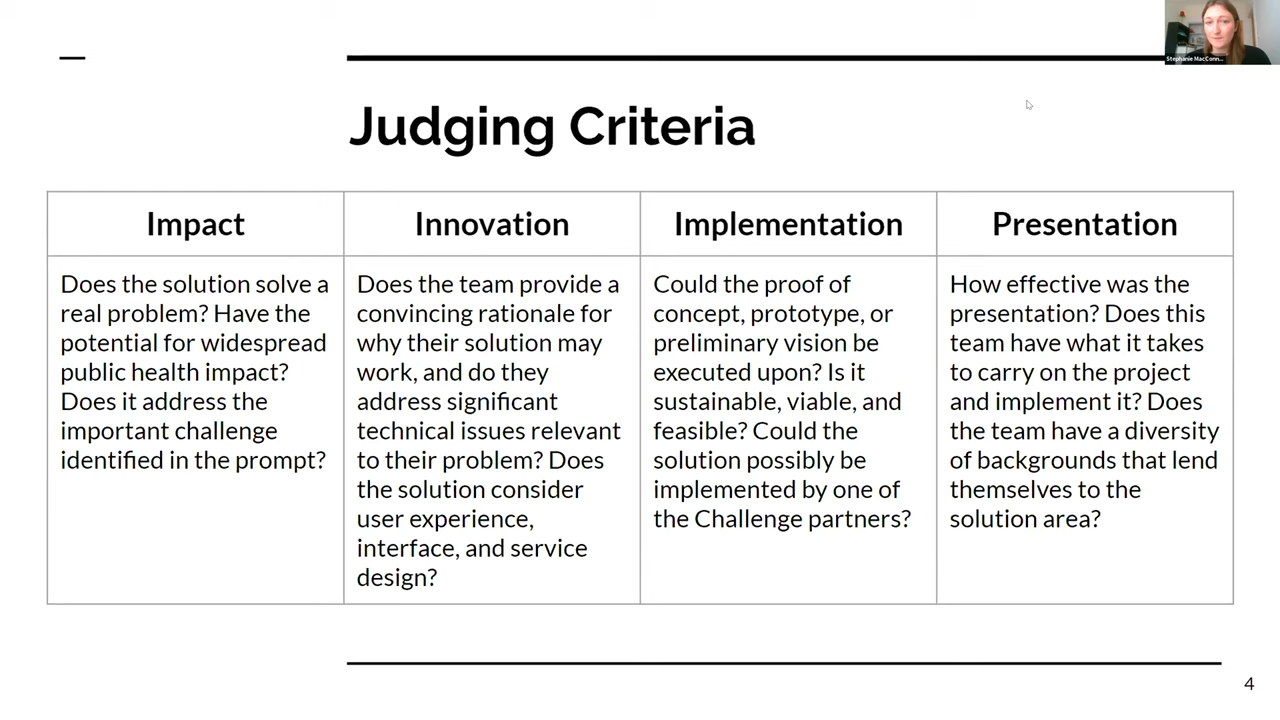 Stephanie MacConn...
Judging Criteria
Impact
Innovation
Implementation
Presentation
Does the solution solve a
real problem? Have the
potential for widespread
public health impact?
Does it address the
important challenge
identified in the prompt?
Does the team provide a
convincing rationale for
why their solution may
work, and do they
address significant
technical issues relevant
to their problem? Does
the solution consider
user experience,
interface, and service
design?
Could the proof of
concept, prototype, or
preliminary vision be
executed upon? Is it
sustainable, viable, and
feasible? Could the
solution possibly be
implemented by one of
the Challenge partners?
How effective was the
presentation? Does this
team have what it takes
to carry on the project
and implement it? Does
the team have a diversity
of backgrounds that lend
themselves to the
solution area?
4